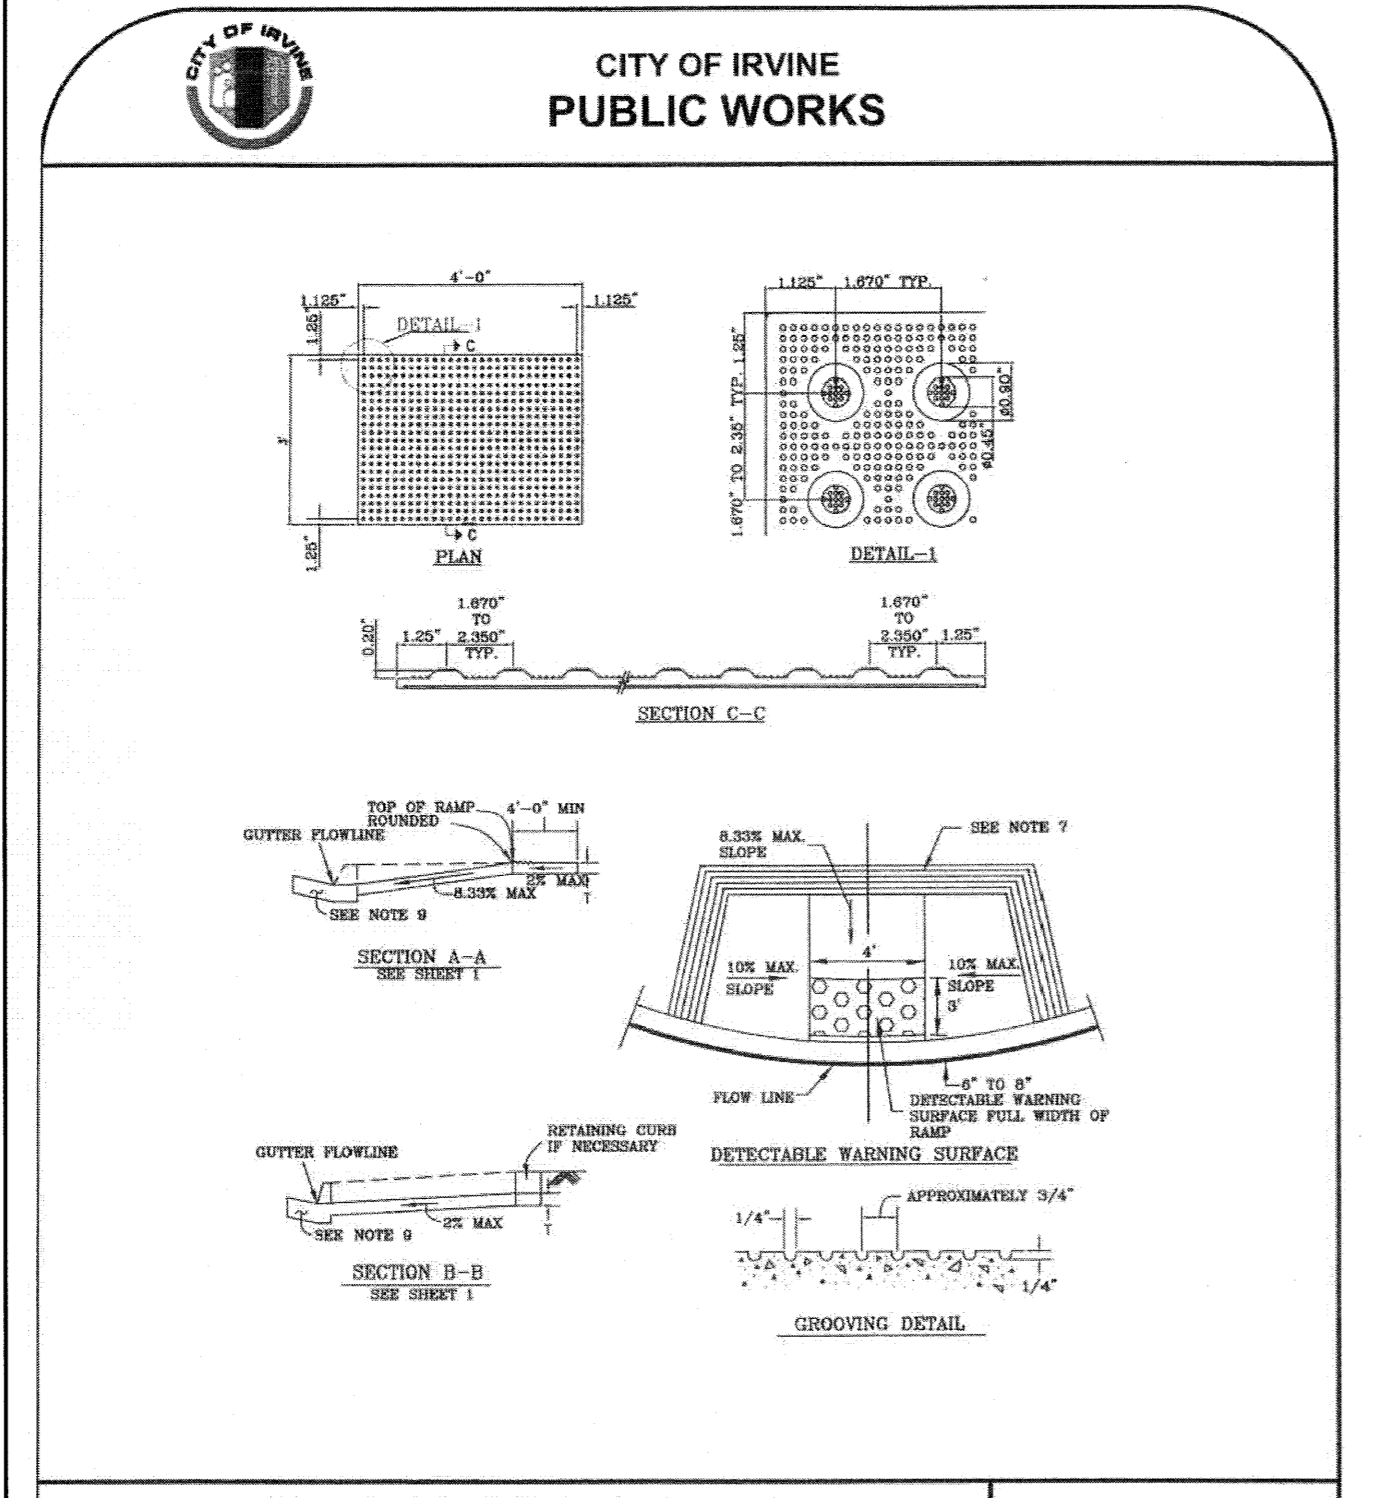 CITY OF IRVINE
CITY OF IRVINE
PUBLIC WORKS
4'-0"
1.125"
1.125"
1.25"
DETAIL-1
C
3'
C
1.25"
PLAN
1.125"
1.670" TYP.
1.670" TO 2.35" TYP.
1.25"
ø0.90"
ø0.45"
DETAIL-1
0.20"
1.25"
1.670"
TO
2.350"
TYP.
1.670"
TO
2.350"
TYP.
1.25"
SECTION C-C
TOP OF RAMP
ROUNDED
4'-0" MIN
GUTTER FLOWLINE
2% MAX
8.33% MAX
T
SEE NOTE 9
SECTION A-A
SEE SHEET 1
8.33% MAX.
SLOPE
SEE NOTE 7
4'
10% MAX.
SLOPE
10% MAX.
SLOPE
3'
FLOW LINE
6" TO 8"
DETECTABLE WARNING
SURFACE FULL WIDTH OF
RAMP
DETECTABLE WARNING SURFACE
RETAINING CURB
IF NECESSARY
GUTTER FLOWLINE
2% MAX
T
SEE NOTE 9
SECTION B-B
SEE SHEET 1
APPROXIMATELY 3/4"
1/4"
1/4"
GROOVING DETAIL